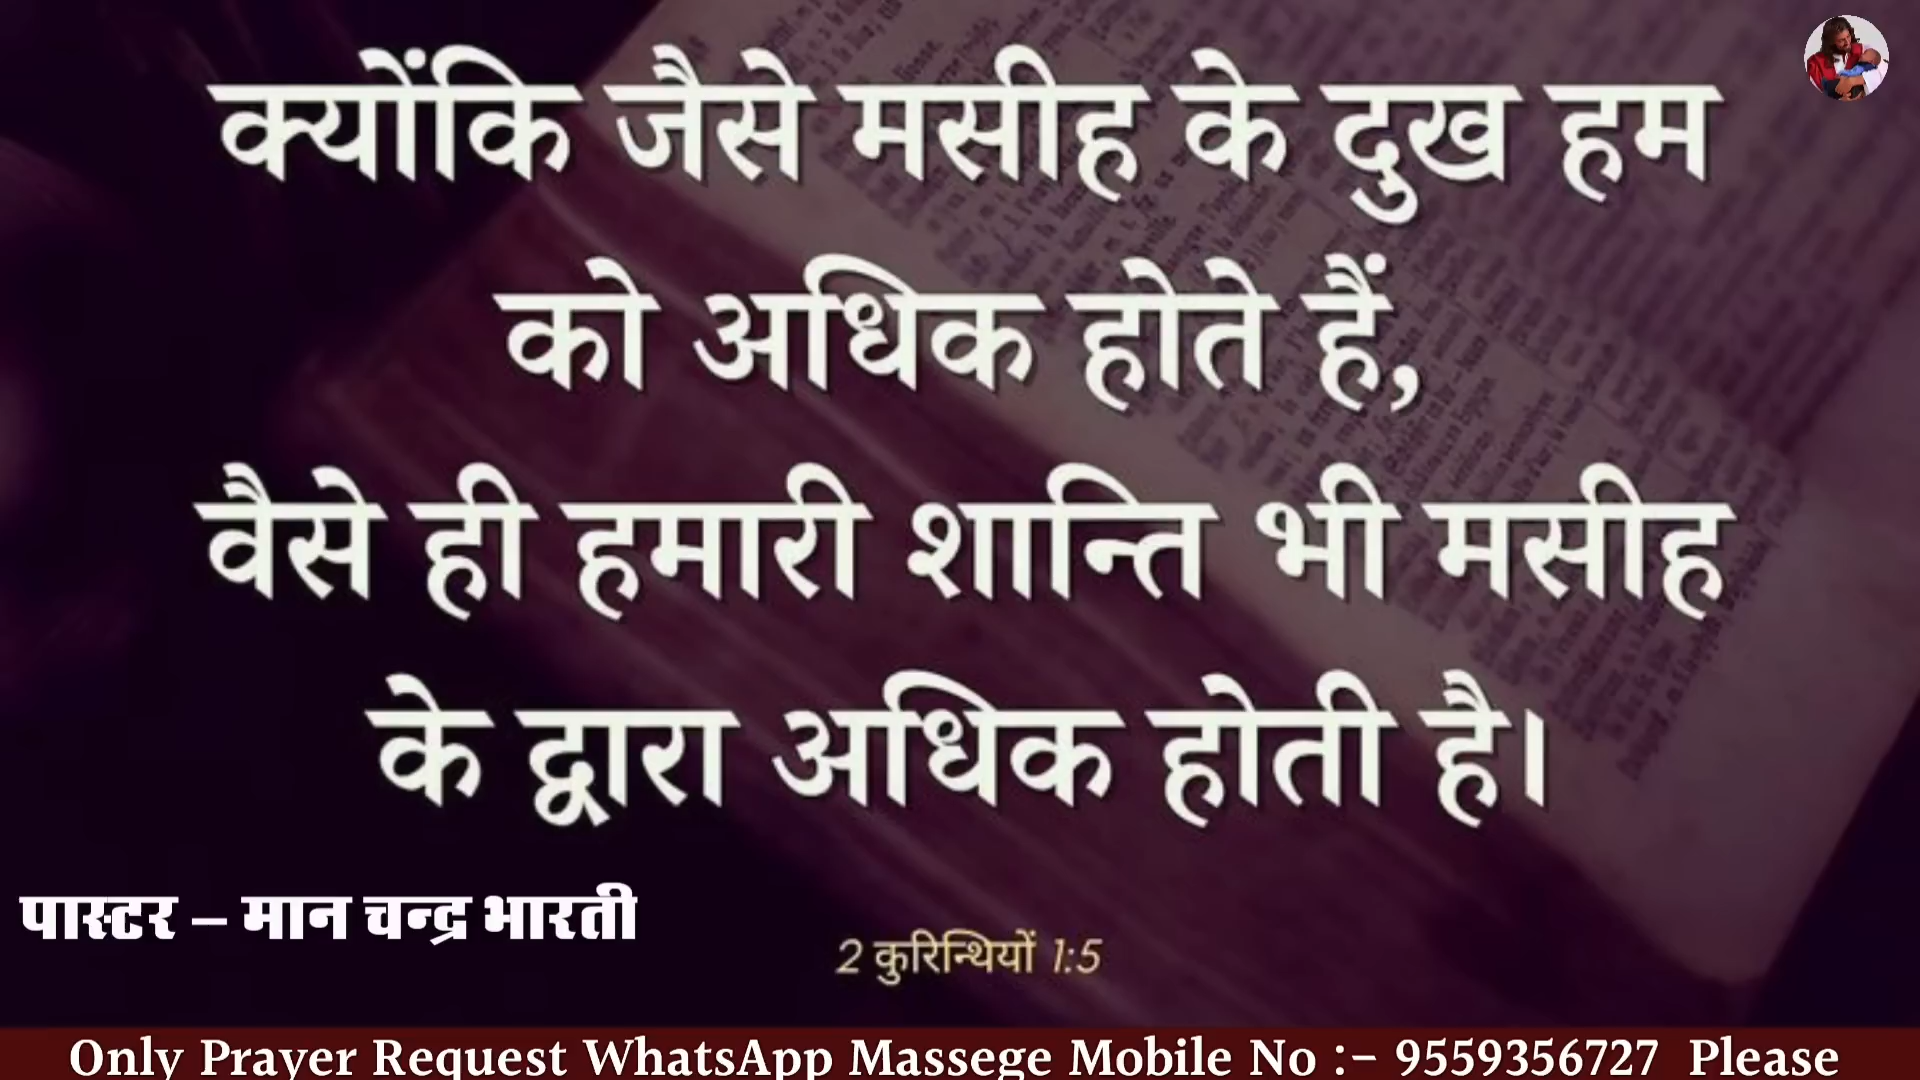 क्योंकि जैसे मसीह के दुख हम
को अधिक होते हैं,
वैसे ही हमारी शान्ति भी मसीह
के द्वारा अधिक होती है।
पास्टर – मान चन्द्र भारती
2 कुरिन्थियों 1:5
Only Prayer Request WhatsApp Massege Mobile No :- 9559356727 Please